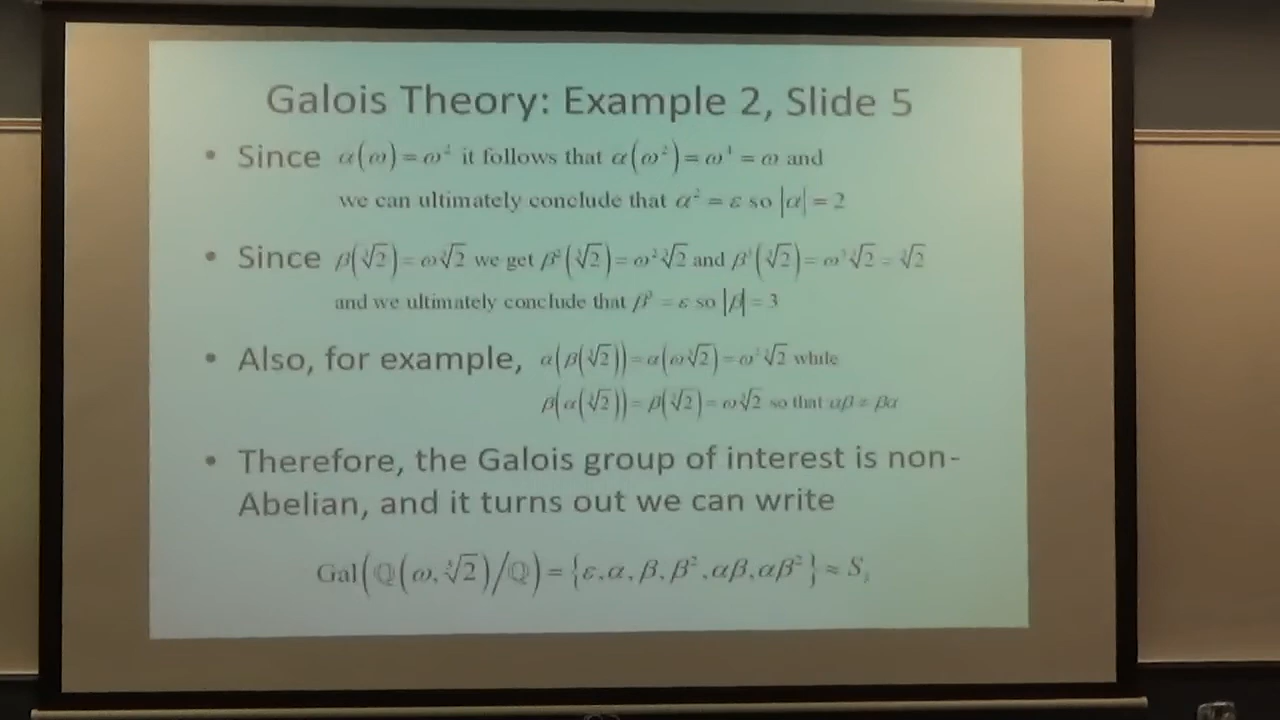 Galois Theory: Example 2, Slide 5
• Since α(ω) = ω² it follows that α(ω²) = ω⁴ = ω and
we can ultimately conclude that α² = ε so |α| = 2
• Since β(∛2) = ω∛2 we get β²(∛2) = ω²∛2 and β³(∛2) = ω³∛2 = ∛2
and we ultimately conclude that β³ = ε so |β| = 3
• Also, for example, α(β(∛2)) = α(ω∛2) = ω²∛2 while
β(α(∛2)) = β(∛2) = ω∛2 so that αβ ≠ βα
• Therefore, the Galois group of interest is non-
Abelian, and it turns out we can write
Gal(ℚ(ω, ∛2)/ℚ) = {ε, α, β, β², αβ, αβ²} ≈ S₃